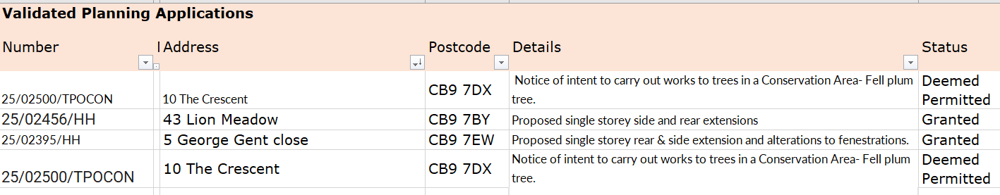 Validated Planning Applications
Number Address Postcode Details Status
25/02500/TPOCON 10 The Crescent CB9 7DX Notice of intent to carry out works to trees in a Conservation Area- Fell plum tree. Deemed Permitted
25/02456/HH 43 Lion Meadow CB9 7BY Proposed single storey side and rear extensions Granted
25/02395/HH 5 George Gent close CB9 7EW Proposed single storey rear & side extension and alterations to fenestrations. Granted
25/02500/TPOCON 10 The Crescent CB9 7DX Notice of intent to carry out works to trees in a Conservation Area- Fell plum tree. Deemed Permitted